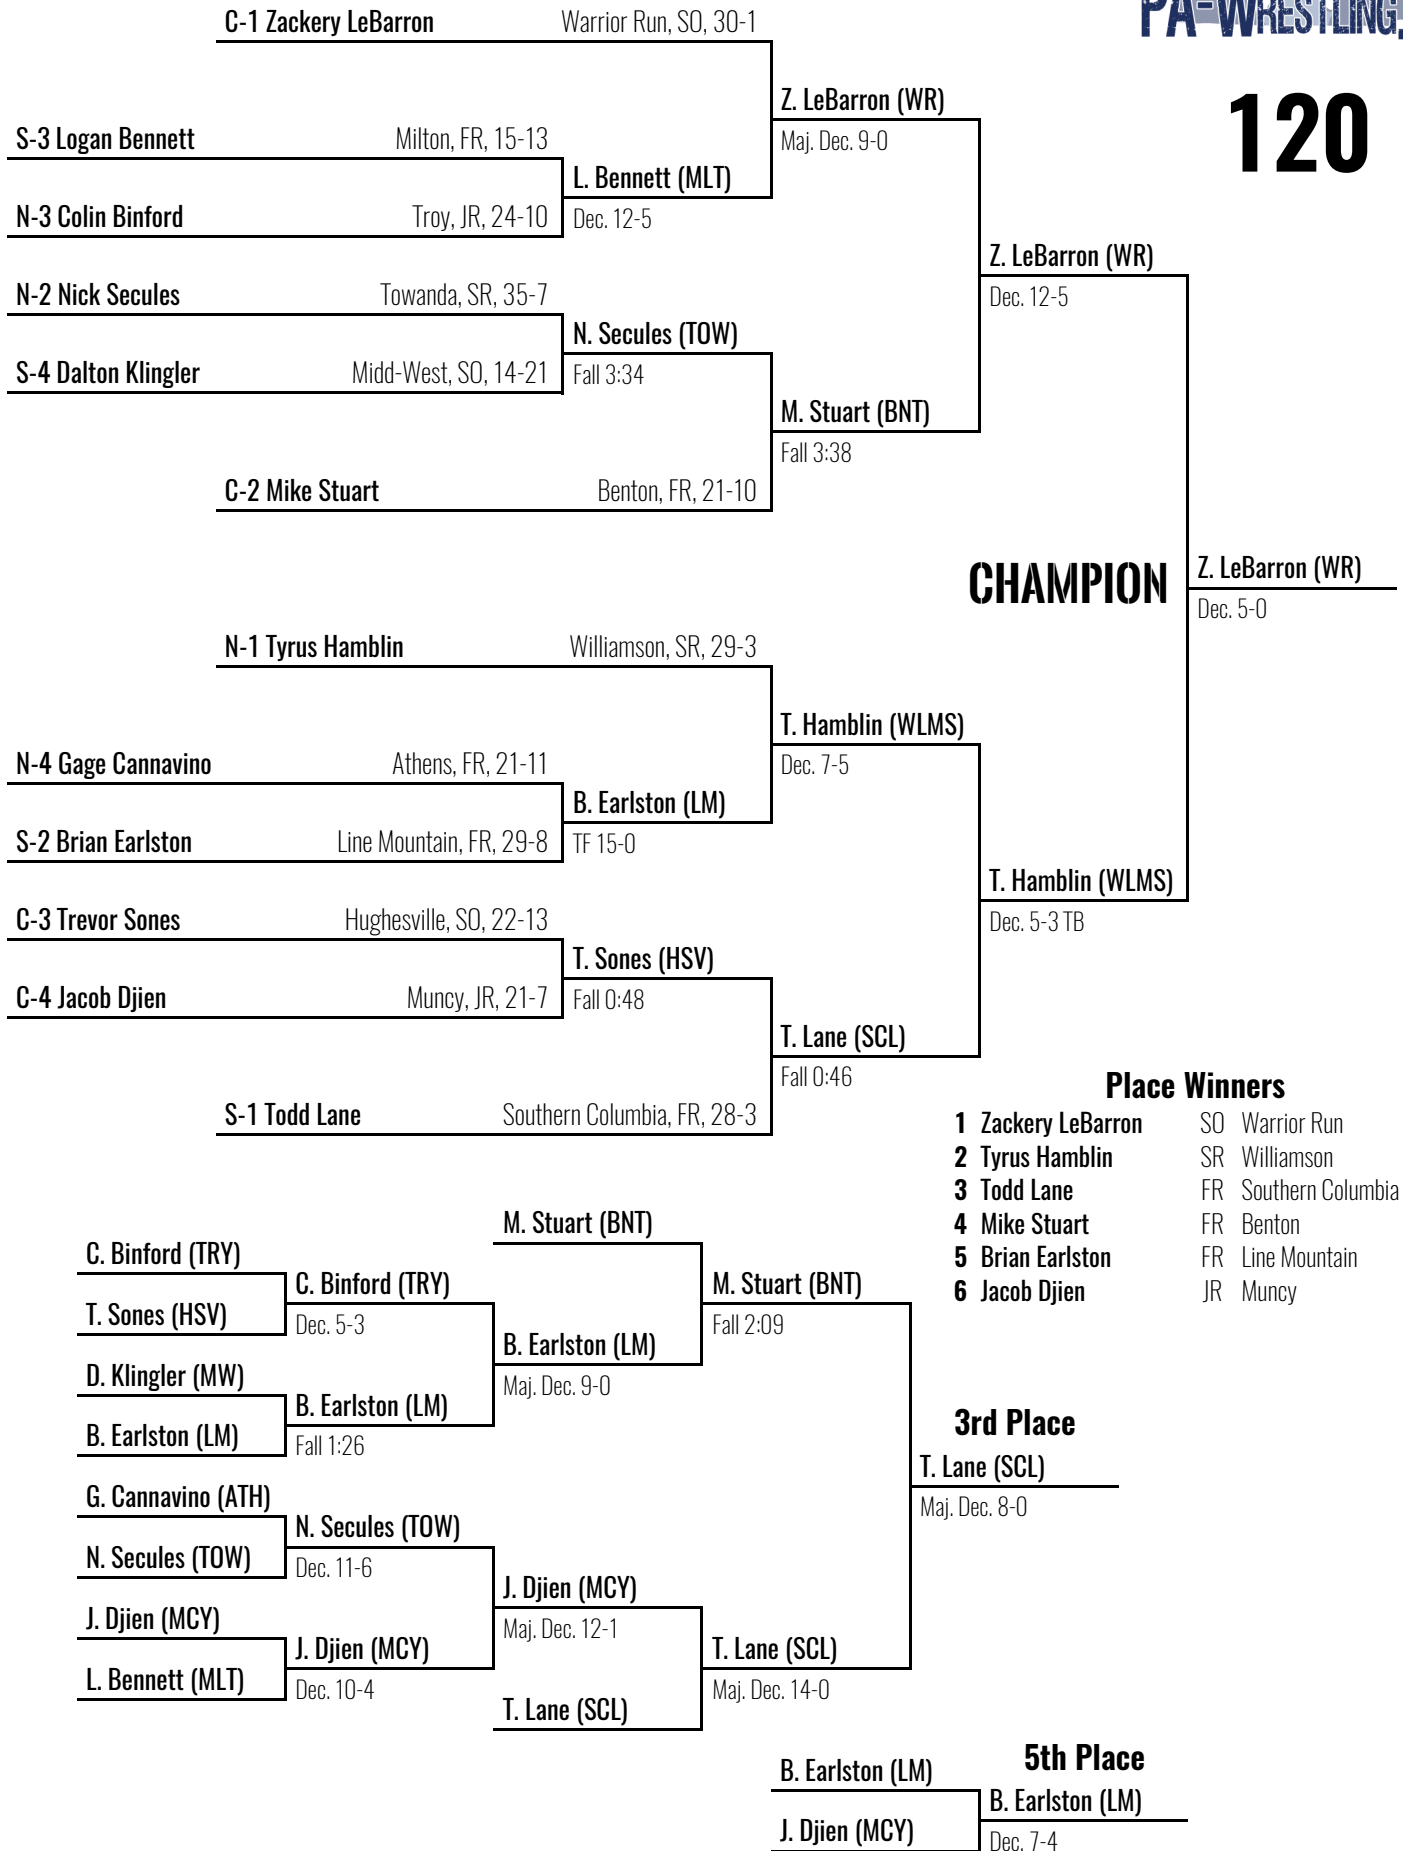 PA-WRESTLING.
120
C-1 Zackery LeBarron Warrior Run, SO, 30-1
Z. LeBarron (WR)
Maj. Dec. 9-0
S-3 Logan Bennett Milton, FR, 15-13
L. Bennett (MLT)
Dec. 12-5
N-3 Colin Binford Troy, JR, 24-10
Z. LeBarron (WR)
Dec. 12-5
N-2 Nick Secules Towanda, SR, 35-7
N. Secules (TOW)
Fall 3:34
S-4 Dalton Klingler Midd-West, SO, 14-21
M. Stuart (BNT)
Fall 3:38
C-2 Mike Stuart Benton, FR, 21-10
CHAMPION
Z. LeBarron (WR)
Dec. 5-0
N-1 Tyrus Hamblin Williamson, SR, 29-3
T. Hamblin (WLMS)
Dec. 7-5
N-4 Gage Cannavino Athens, FR, 21-11
B. Earlston (LM)
TF 15-0
S-2 Brian Earlston Line Mountain, FR, 29-8
T. Hamblin (WLMS)
Dec. 5-3 TB
C-3 Trevor Sones Hughesville, SO, 22-13
T. Sones (HSV)
Fall 0:48
C-4 Jacob Djien Muncy, JR, 21-7
T. Lane (SCL)
Fall 0:46
S-1 Todd Lane Southern Columbia, FR, 28-3
Place Winners
1 Zackery LeBarron SO Warrior Run
2 Tyrus Hamblin SR Williamson
3 Todd Lane FR Southern Columbia
4 Mike Stuart FR Benton
5 Brian Earlston FR Line Mountain
6 Jacob Djien JR Muncy
M. Stuart (BNT)
C. Binford (TRY)
C. Binford (TRY)
Dec. 5-3
T. Sones (HSV)
M. Stuart (BNT)
Fall 2:09
B. Earlston (LM)
Maj. Dec. 9-0
D. Klingler (MW)
B. Earlston (LM)
Fall 1:26
B. Earlston (LM)
3rd Place
T. Lane (SCL)
Maj. Dec. 8-0
G. Cannavino (ATH)
N. Secules (TOW)
Dec. 11-6
N. Secules (TOW)
J. Djien (MCY)
Maj. Dec. 12-1
J. Djien (MCY)
J. Djien (MCY)
Dec. 10-4
L. Bennett (MLT)
T. Lane (SCL)
Maj. Dec. 14-0
T. Lane (SCL)
5th Place
B. Earlston (LM)
B. Earlston (LM)
Dec. 7-4
J. Djien (MCY)